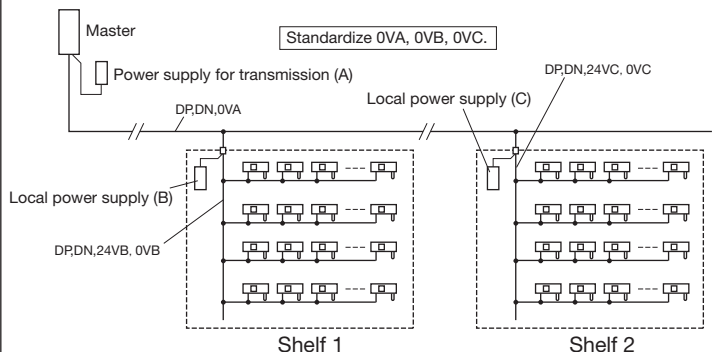 Master
Standardize 0VA, 0VB, 0VC.
Power supply for transmission (A)
DP,DN,24VC, 0VC
Local power supply (C)
DP,DN,0VA
Local power supply (B)
DP,DN,24VB, 0VB
Shelf 1
Shelf 2